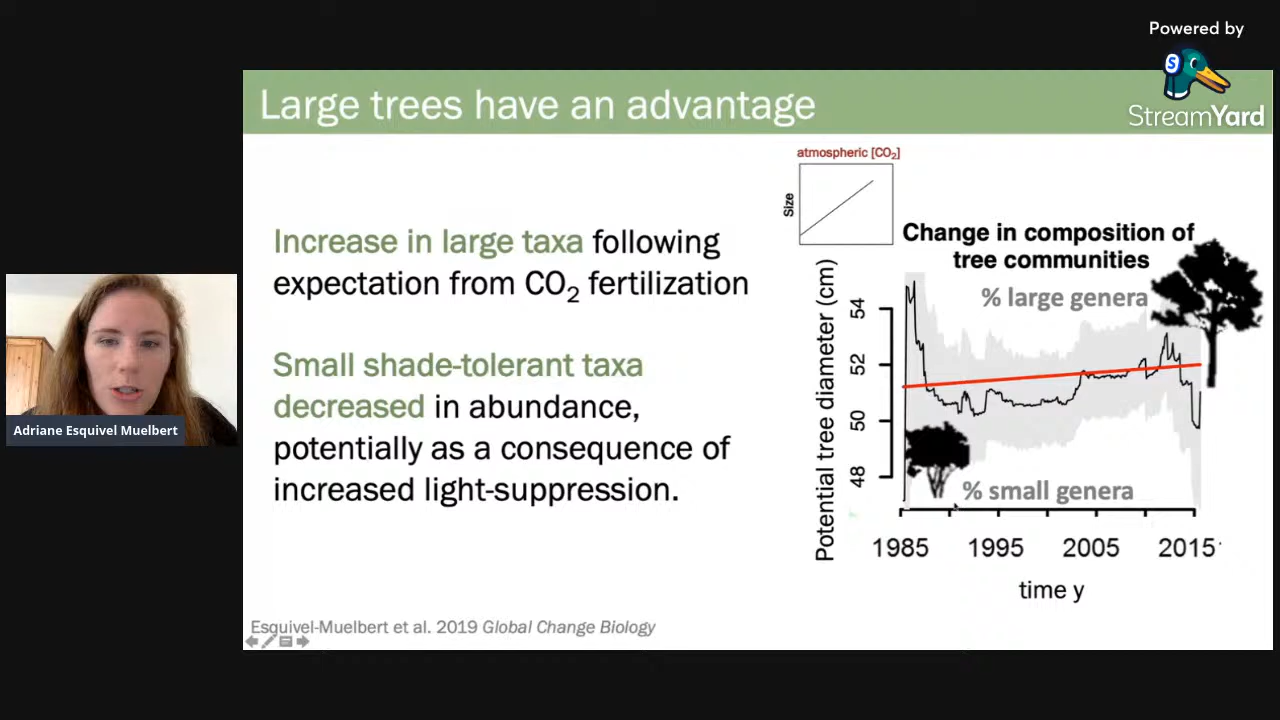 Powered by
StreamYard
Large trees have an advantage
Increase in large taxa following
expectation from CO₂ fertilization
Small shade-tolerant taxa
decreased in abundance,
potentially as a consequence of
increased light-suppression.
atmospheric [CO₂]
Size
Change in composition of
tree communities
% large genera
% small genera
Potential tree diameter (cm)
54
52
50
48
1985 1995 2005 2015
time y
Esquivel-Muelbert et al. 2019 Global Change Biology
Adriane Esquivel Muelbert